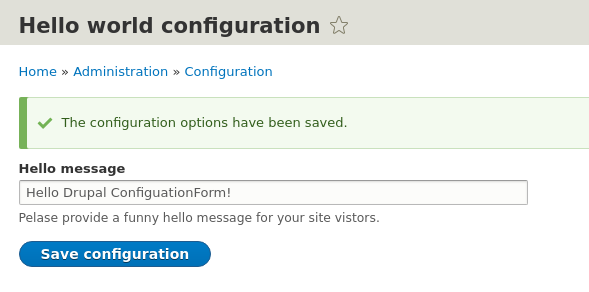 Hello world configuration
Home » Administration » Configuration
The configuration options have been saved.
Hello message
Hello Drupal ConfiguationForm!
Pelase provide a funny hello message for your site vistors.
Save configuration